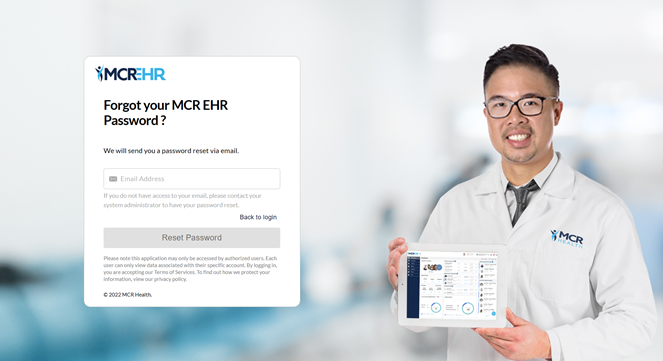 MCREHR
Forgot your MCR EHR
Password ?
We will send you a password reset via email.
Email Address
If you do not have access to your email, please contact your
system administrator to have your password reset.
Back to login
Reset Password
Please note this application may only be accessed by authorized users. Each
user can only view data associated with their specific account. By logging in,
you are accepting our Terms of Services. To find out how we protect your
information, view our privacy policy.
© 2022 MCR Health.
MCR
HEALTH